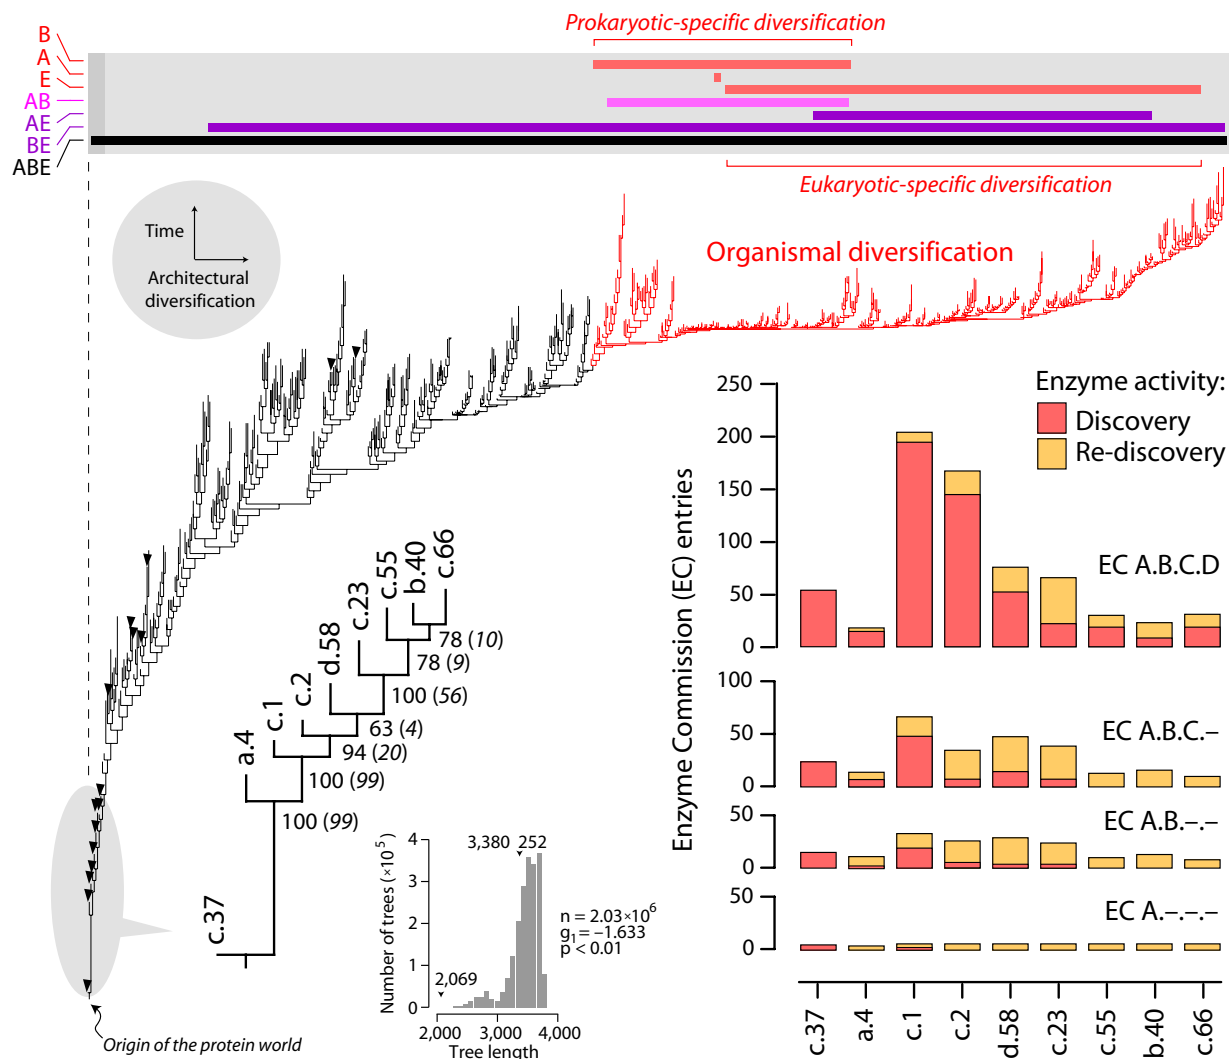 Prokaryotic-specific diversification
B
A
E
AB
AE
BE
ABE
Eukaryotic-specific diversification
Time
Architectural
diversification
Organismal diversification
Enzyme activity:
Discovery
Re-discovery
Enzyme Commission (EC) entries
250
200
150
100
50
0
EC A.B.C.D
100
50
0
EC A.B.C.–
50
0
EC A.B.–.–
50
0
EC A.–.–.–
c.37
a.4
c.1
c.2
d.58
c.23
c.55
b.40
c.66
c.37
a.4
c.1
c.2
d.58
c.23
c.55
b.40
c.66
78 (10)
78 (9)
100 (56)
63 (4)
94 (20)
100 (99)
100 (99)
Number of trees (×10⁵)
4
3
2
1
0
3,380 252
2,069
n = 2.03×10⁶
g₁= –1.633
p < 0.01
2,000 3,000 4,000
Tree length
Origin of the protein world